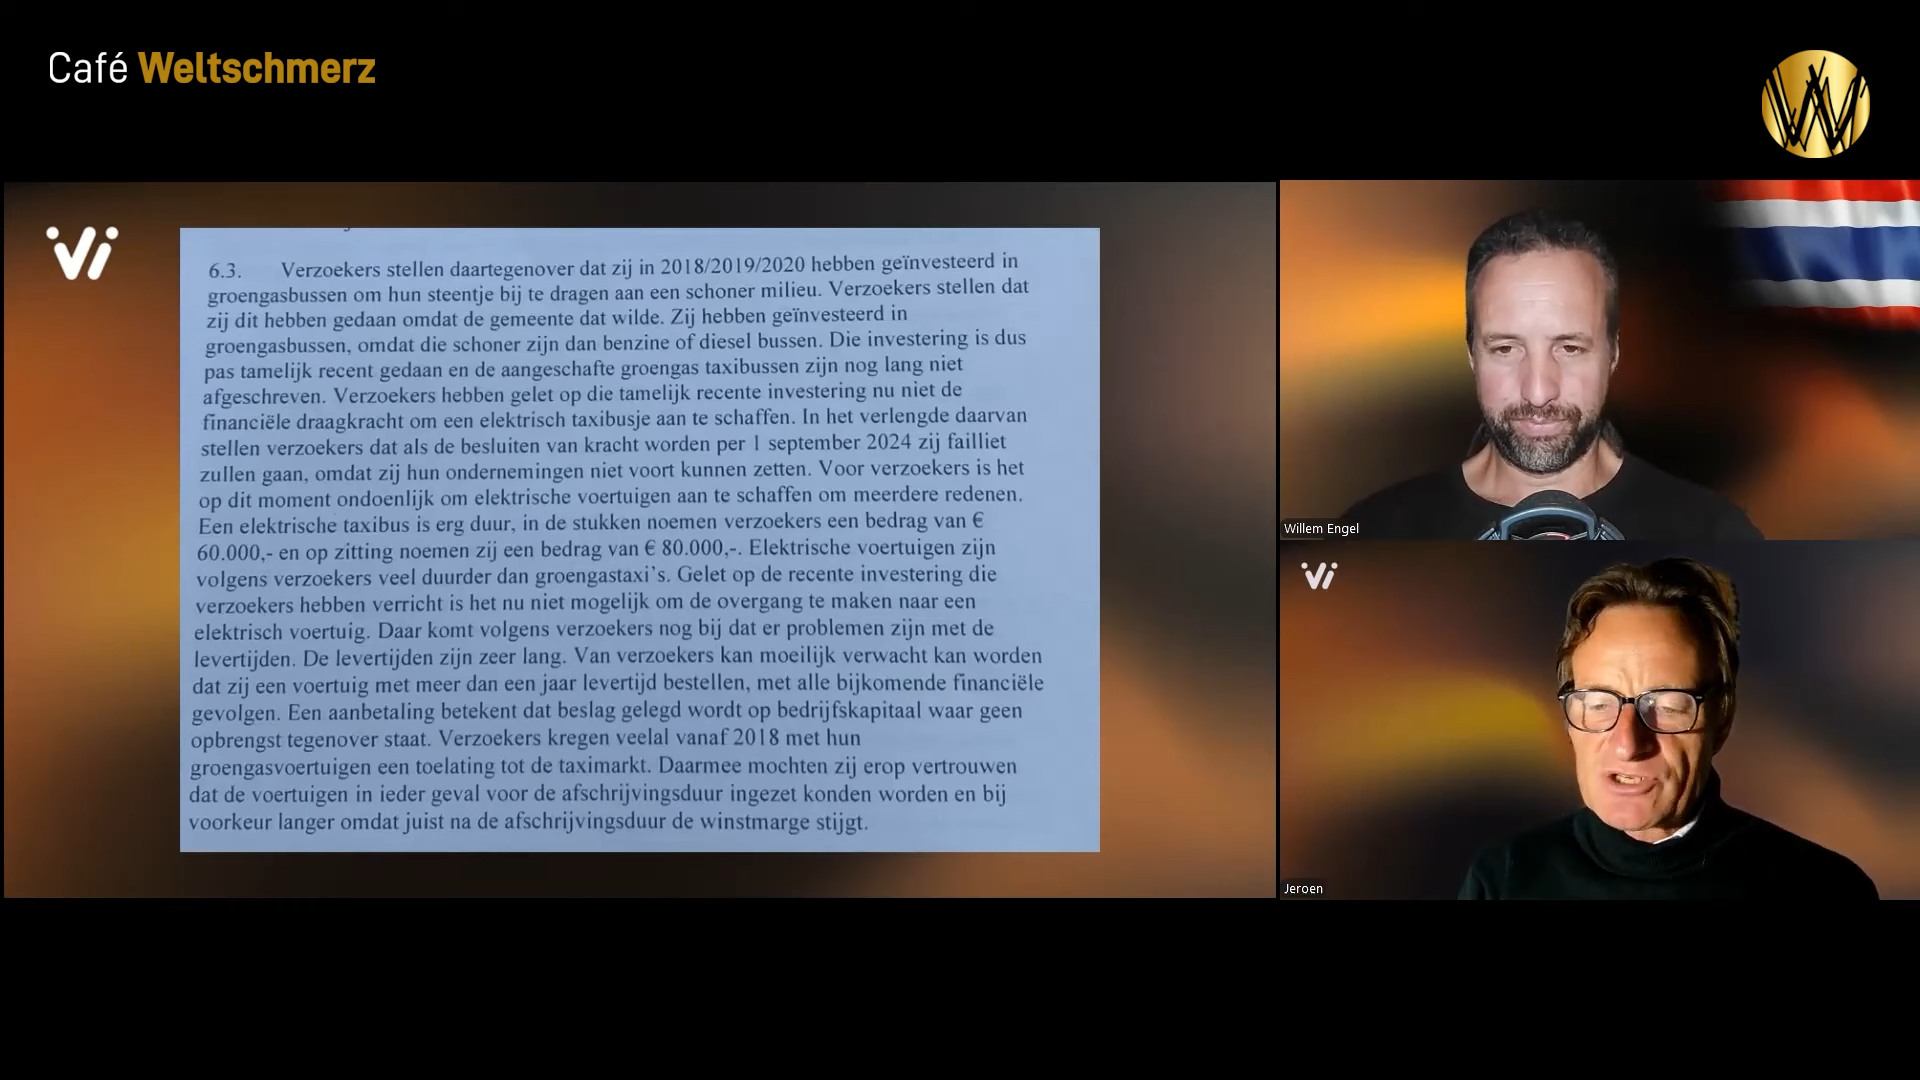 Café Weltschmerz
6.3. Verzoekers stellen daartegenover dat zij in 2018/2019/2020 hebben geïnvesteerd in
groengasbussen om hun steentje bij te dragen aan een schoner milieu. Verzoekers stellen dat
zij dit hebben gedaan omdat de gemeente dat wilde. Zij hebben geïnvesteerd in
groengasbussen, omdat die schoner zijn dan benzine of diesel bussen. Die investering is dus
pas tamelijk recent gedaan en de aangeschafte groengas taxibussen zijn nog lang niet
afgeschreven. Verzoekers hebben gelet op die tamelijk recente investering nu niet de
financiële draagkracht om een elektrisch taxibusje aan te schaffen. In het verlengde daarvan
stellen verzoekers dat als de besluiten van kracht worden per 1 september 2024 zij failliet
zullen gaan, omdat zij hun ondernemingen niet voort kunnen zetten. Voor verzoekers is het
op dit moment ondoenlijk om elektrische voertuigen aan te schaffen om meerdere redenen.
Een elektrische taxibus is erg duur, in de stukken noemen verzoekers een bedrag van €
60.000,- en op zitting noemen zij een bedrag van € 80.000,-. Elektrische voertuigen zijn
volgens verzoekers veel duurder dan groengastaxi's. Gelet op de recente investering die
verzoekers hebben verricht is het nu niet mogelijk om de overgang te maken naar een
elektrisch voertuig. Daar komt volgens verzoekers nog bij dat er problemen zijn met de
levertijden. De levertijden zijn zeer lang. Van verzoekers kan moeilijk verwacht kan worden
dat zij een voertuig met meer dan een jaar levertijd bestellen, met alle bijkomende financiële
gevolgen. Een aanbetaling betekent dat beslag gelegd wordt op bedrijfskapitaal waar geen
opbrengst tegenover staat. Verzoekers kregen veelal vanaf 2018 met hun
groengasvoertuigen een toelating tot de taximarkt. Daarmee mochten zij erop vertrouwen
dat de voertuigen in ieder geval voor de afschrijvingsduur ingezet konden worden en bij
voorkeur langer omdat juist na de afschrijvingsduur de winstmarge stijgt.
Willem Engel
Jeroen